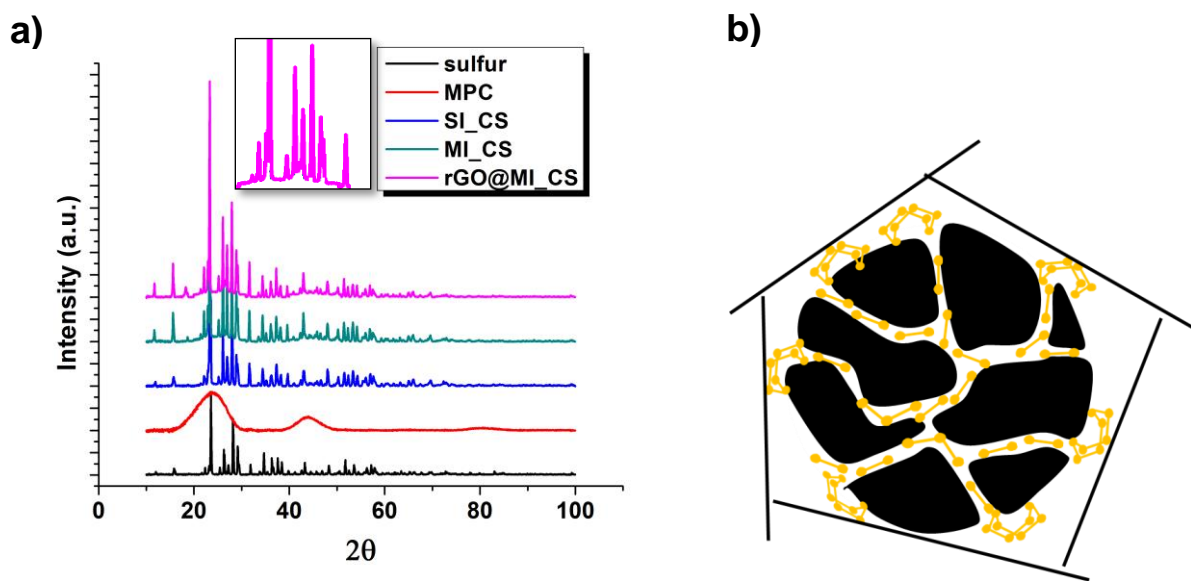 a)
b)
sulfur
MPC
SI_CS
MI_CS
rGO@MI_CS
Intensity (a.u.)
0 20 40 60 80 100
2θ